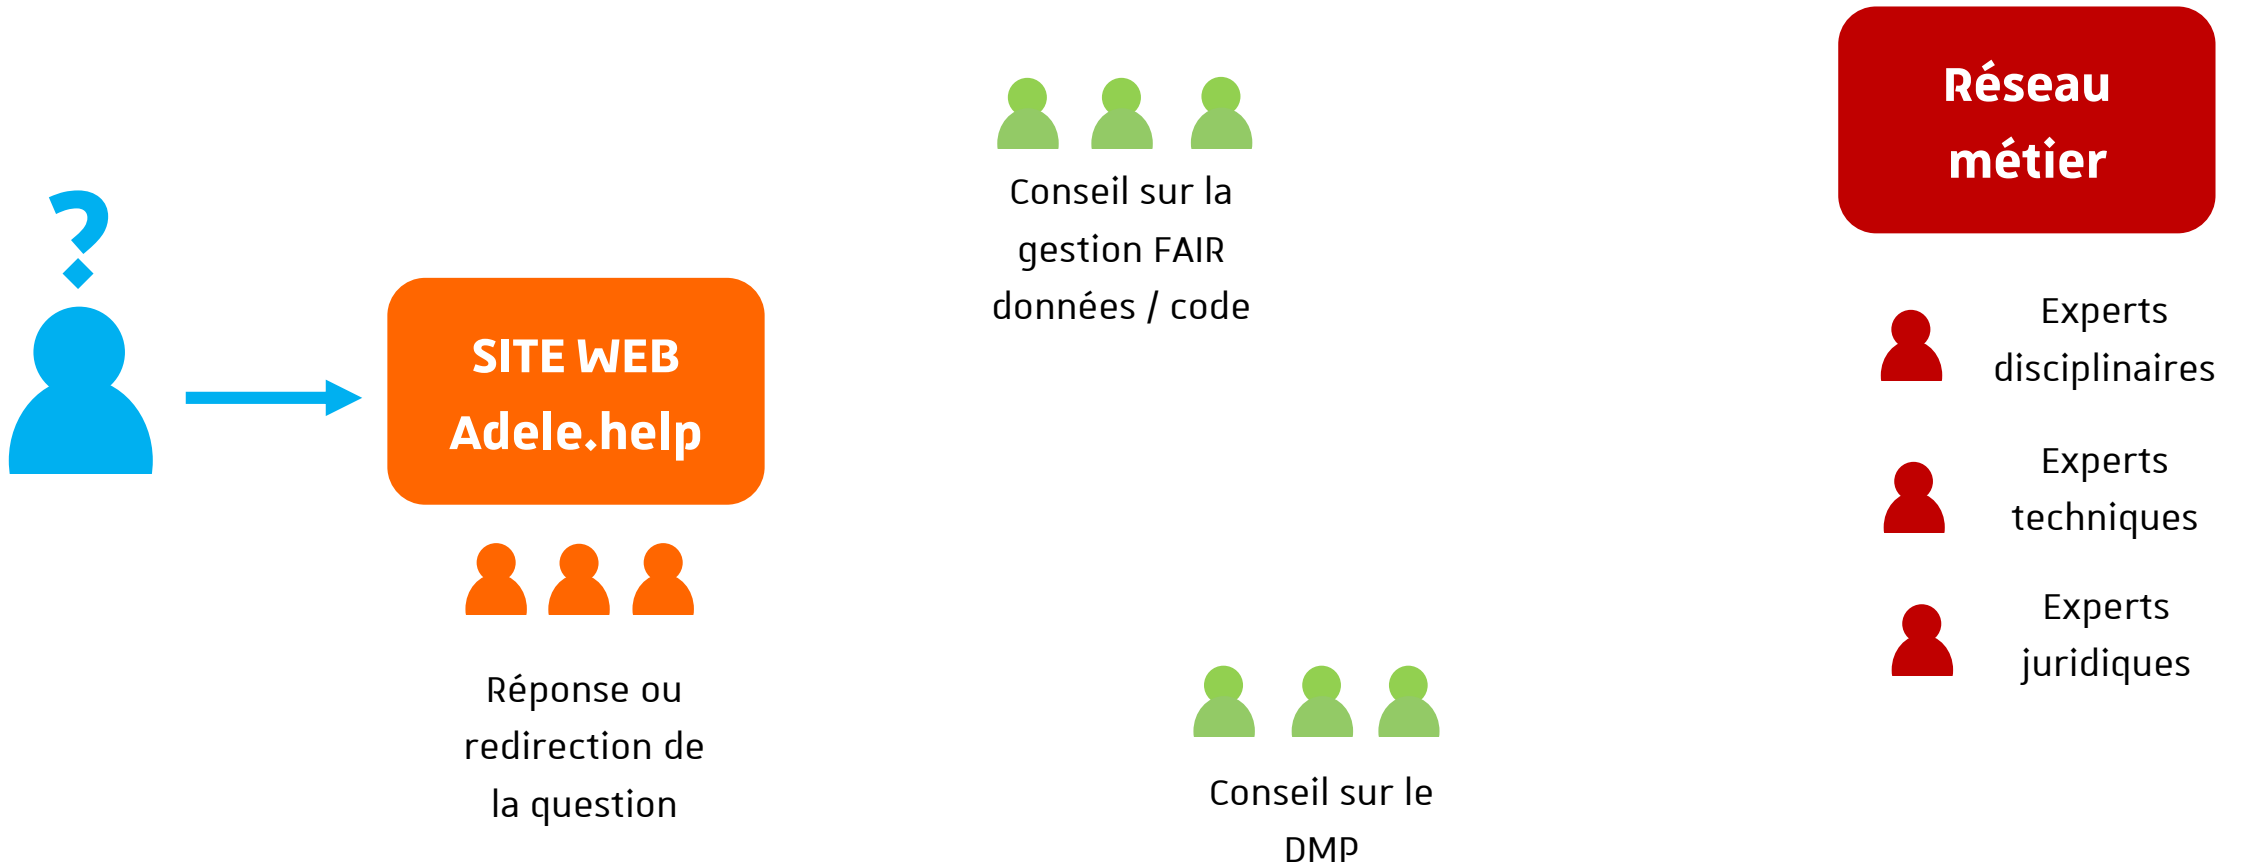 ?
SITE WEB
Adele.help
Réponse ou
redirection de
la question
Conseil sur la
gestion FAIR
données / code
Conseil sur le
DMP
Réseau
métier
Experts
disciplinaires
Experts
techniques
Experts
juridiques